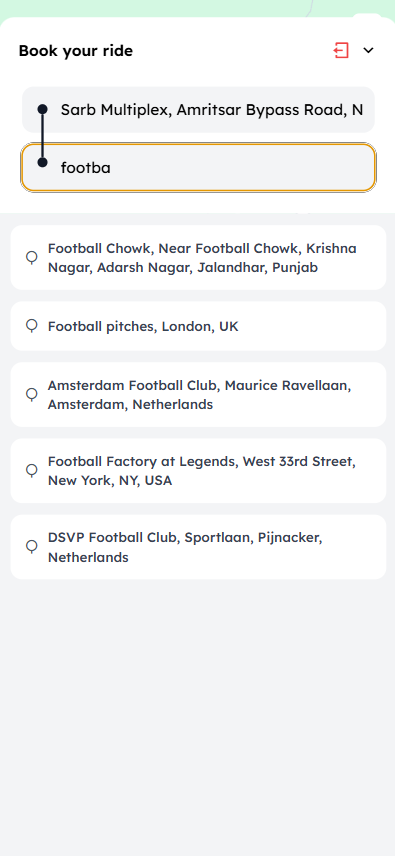 Book your ride
Sarb Multiplex, Amritsar Bypass Road, N
footba
Football Chowk, Near Football Chowk, Krishna
Nagar, Adarsh Nagar, Jalandhar, Punjab
Football pitches, London, UK
Amsterdam Football Club, Maurice Ravellaan,
Amsterdam, Netherlands
Football Factory at Legends, West 33rd Street,
New York, NY, USA
DSVP Football Club, Sportlaan, Pijnacker,
Netherlands